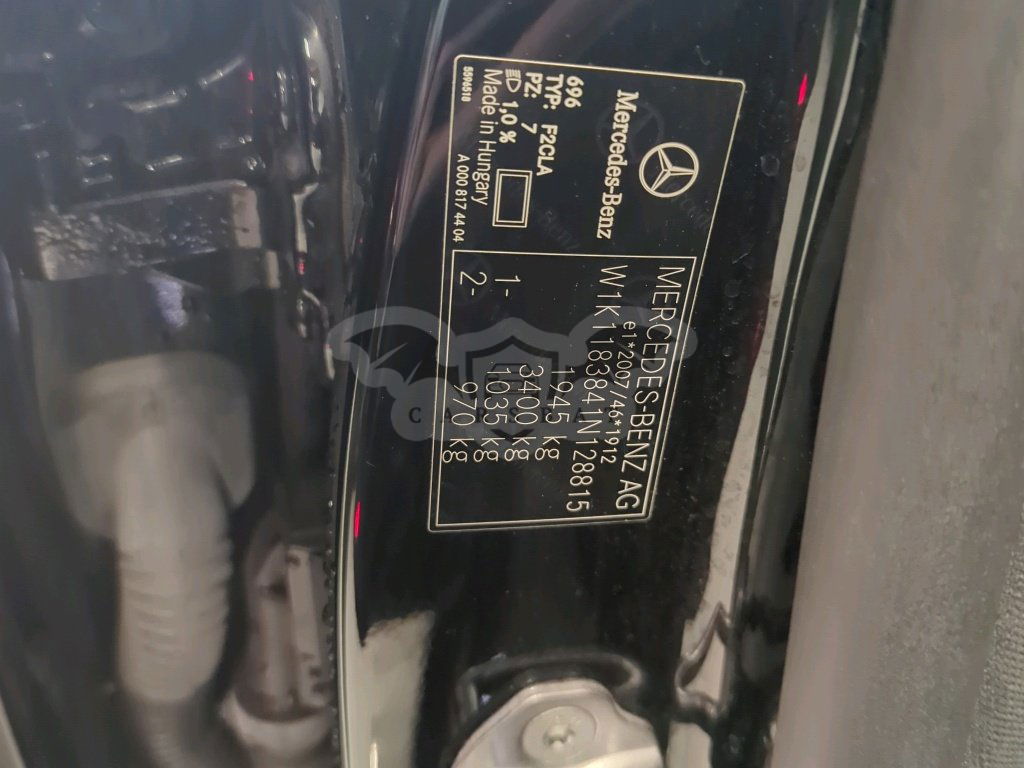 MERCEDES-BENZ AG
e1*2007/46*1912
W1K1183841N128815
1945 kg
3400 kg
1- 1035 kg
2- 970 kg
Mercedes-Benz
696
TYP: F2CLA
PZ: 7
1,0 %
Made in Hungary
A 000 817 44 04
CARSBAT